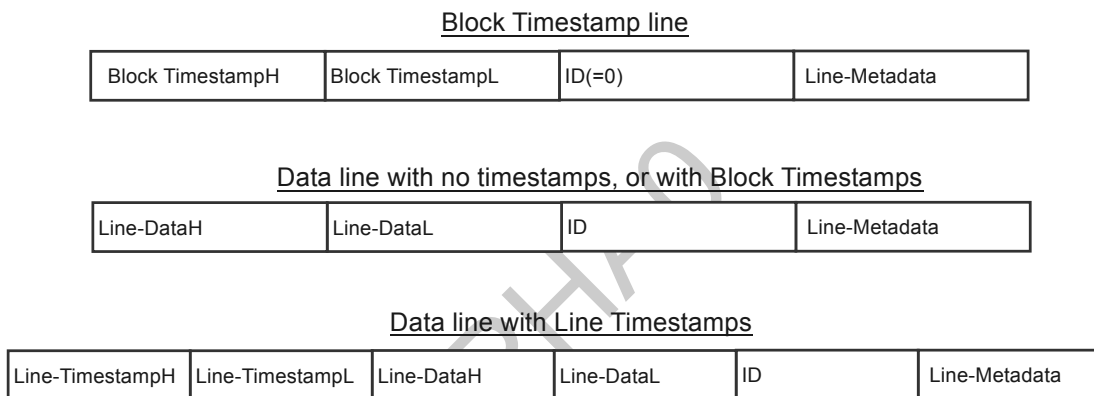 Block Timestamp line
Block TimestampH Block TimestampL ID(=0) Line-Metadata
Data line with no timestamps, or with Block Timestamps
Line-DataH Line-DataL ID Line-Metadata
Data line with Line Timestamps
Line-TimestampH Line-TimestampL Line-DataH Line-DataL ID Line-Metadata